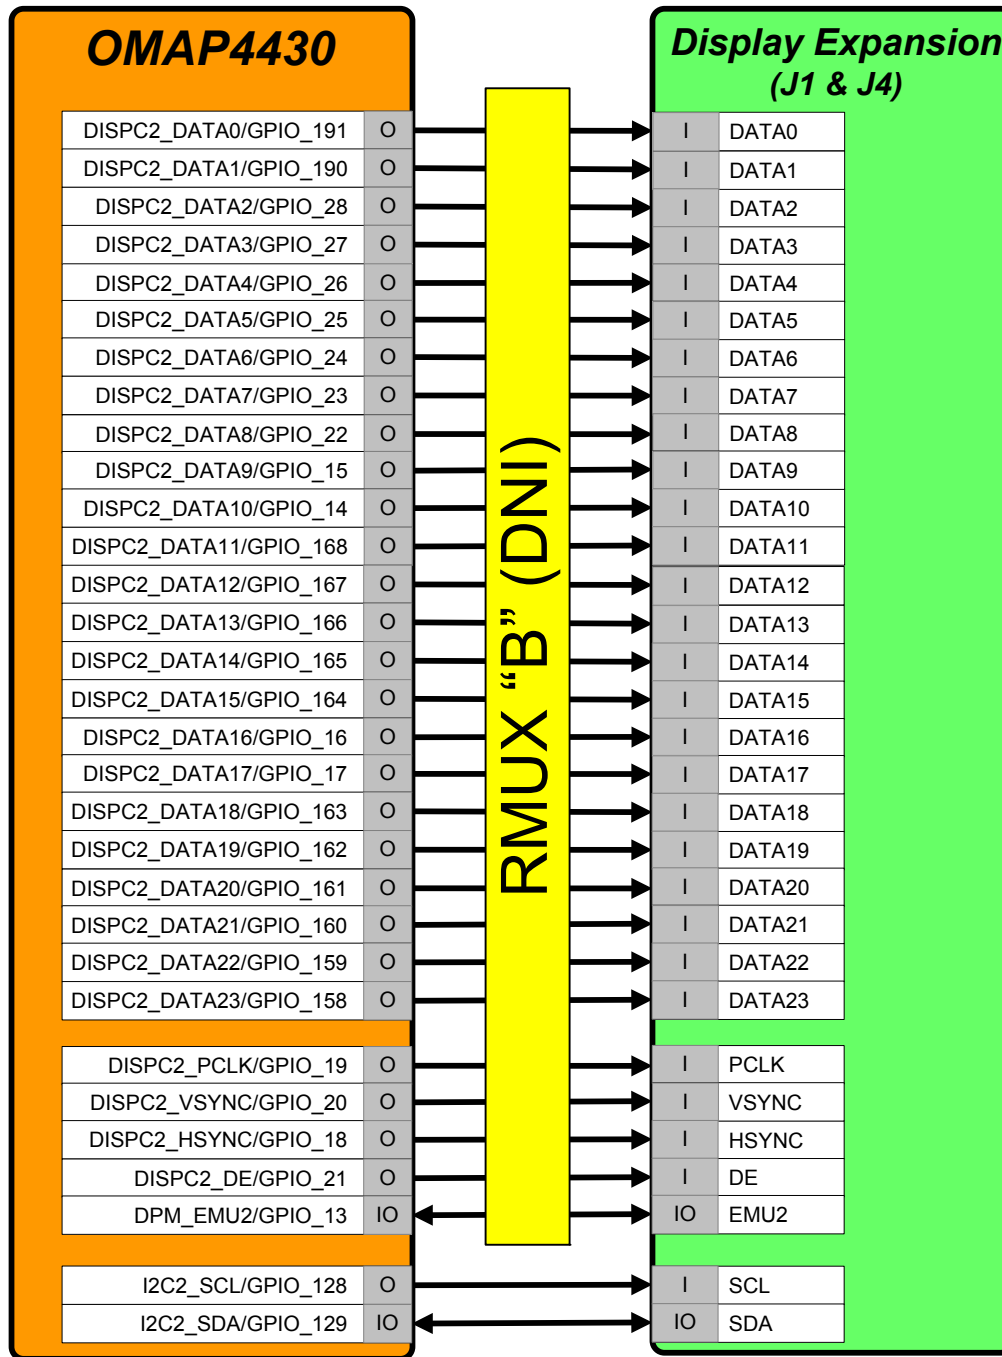 OMAP4430
Display Expansion
(J1 & J4)
DISPC2_DATA0/GPIO_191 O I DATA0
DISPC2_DATA1/GPIO_190 O I DATA1
DISPC2_DATA2/GPIO_28 O I DATA2
DISPC2_DATA3/GPIO_27 O I DATA3
DISPC2_DATA4/GPIO_26 O I DATA4
DISPC2_DATA5/GPIO_25 O I DATA5
DISPC2_DATA6/GPIO_24 O I DATA6
DISPC2_DATA7/GPIO_23 O I DATA7
DISPC2_DATA8/GPIO_22 O I DATA8
DISPC2_DATA9/GPIO_15 O I DATA9
DISPC2_DATA10/GPIO_14 O I DATA10
DISPC2_DATA11/GPIO_168 O I DATA11
DISPC2_DATA12/GPIO_167 O I DATA12
DISPC2_DATA13/GPIO_166 O I DATA13
DISPC2_DATA14/GPIO_165 O I DATA14
DISPC2_DATA15/GPIO_164 O I DATA15
DISPC2_DATA16/GPIO_16 O I DATA16
DISPC2_DATA17/GPIO_17 O I DATA17
DISPC2_DATA18/GPIO_163 O I DATA18
DISPC2_DATA19/GPIO_162 O I DATA19
DISPC2_DATA20/GPIO_161 O I DATA20
DISPC2_DATA21/GPIO_160 O I DATA21
DISPC2_DATA22/GPIO_159 O I DATA22
DISPC2_DATA23/GPIO_158 O I DATA23
DISPC2_PCLK/GPIO_19 O I PCLK
DISPC2_VSYNC/GPIO_20 O I VSYNC
DISPC2_HSYNC/GPIO_18 O I HSYNC
DISPC2_DE/GPIO_21 O I DE
DPM_EMU2/GPIO_13 IO IO EMU2
I2C2_SCL/GPIO_128 O I SCL
I2C2_SDA/GPIO_129 IO IO SDA
RMUX “B” (DNI)